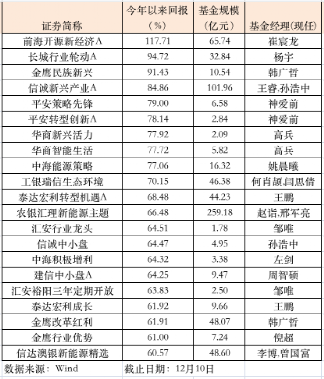 证券简称 今年以来回报（%） 基金规模（亿元） 基金经理(现任)
前海开源新经济A 117.71 65.74 崔宸龙
长城行业轮动A 94.72 32.84 杨宇
金鹰民族新兴 91.43 10.54 韩广哲
信诚新兴产业A 84.86 101.96 王睿,孙浩中
平安策略先锋 79.00 6.58 神爱前
平安转型创新A 78.14 2.84 神爱前
华商新兴活力 77.92 2.09 高兵
华商智能生活 77.72 5.82 高兵
中海能源策略 77.06 16.32 姚晨曦
工银瑞信生态环境 70.15 46.38 何肖颉,闫思倩
泰达宏利转型机遇A 68.48 44.23 王鹏
农银汇理新能源主题 66.48 259.18 赵诣,邢军亮
汇安行业龙头 64.51 1.78 邹唯
信诚中小盘 64.47 4.95 孙浩中
中海积极增利 64.32 3.38 左剑
建信中小盘A 64.25 9.47 周智硕
汇安裕阳三年定期开放 63.83 2.50 邹唯
泰达宏利成长 61.92 9.66 王鹏
金鹰改革红利 61.91 48.07 韩广哲
金鹰行业优势 61.00 7.24 倪超
信达澳银新能源精选 60.57 48.60 李博,曾国富
数据来源：Wind 截止日期：12月10日